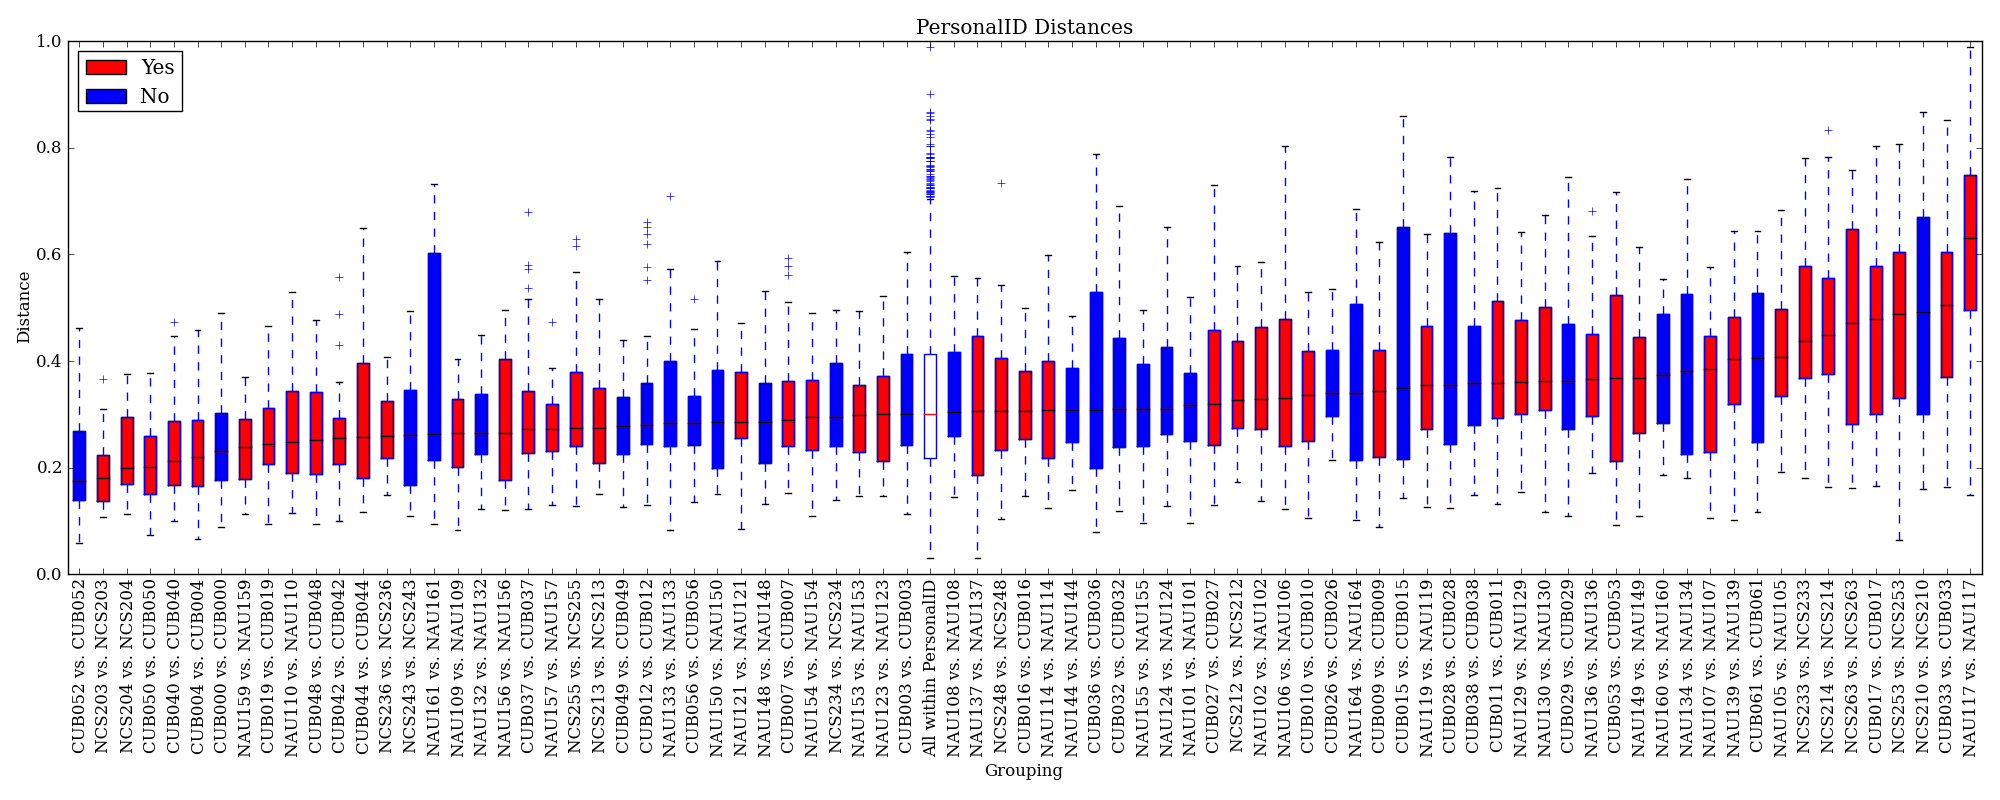 PersonalID Distances
Yes
No
Distance
1.0
0.8
0.6
0.4
0.2
0.0
CUB052 vs. CUB052
NCS203 vs. NCS203
NCS204 vs. NCS204
CUB050 vs. CUB050
CUB040 vs. CUB040
CUB004 vs. CUB004
CUB000 vs. CUB000
NAU159 vs. NAU159
CUB019 vs. CUB019
NAU110 vs. NAU110
CUB048 vs. CUB048
CUB042 vs. CUB042
CUB044 vs. CUB044
NCS236 vs. NCS236
NCS243 vs. NCS243
NAU161 vs. NAU161
NAU109 vs. NAU109
NAU132 vs. NAU132
NAU156 vs. NAU156
CUB037 vs. CUB037
NAU157 vs. NAU157
NCS255 vs. NCS255
NCS213 vs. NCS213
CUB049 vs. CUB049
CUB012 vs. CUB012
NAU133 vs. NAU133
CUB056 vs. CUB056
NAU150 vs. NAU150
NAU121 vs. NAU121
NAU148 vs. NAU148
CUB007 vs. CUB007
NAU154 vs. NAU154
NCS234 vs. NCS234
NAU153 vs. NAU153
NAU123 vs. NAU123
CUB003 vs. CUB003
All within PersonalID
NAU108 vs. NAU108
NAU137 vs. NAU137
NCS248 vs. NCS248
CUB016 vs. CUB016
NAU114 vs. NAU114
NAU144 vs. NAU144
CUB036 vs. CUB036
CUB032 vs. CUB032
NAU155 vs. NAU155
NAU124 vs. NAU124
NAU101 vs. NAU101
CUB027 vs. CUB027
NCS212 vs. NCS212
NAU102 vs. NAU102
NAU106 vs. NAU106
CUB010 vs. CUB010
CUB026 vs. CUB026
NAU164 vs. NAU164
CUB009 vs. CUB009
CUB015 vs. CUB015
NAU119 vs. NAU119
CUB028 vs. CUB028
CUB038 vs. CUB038
CUB011 vs. CUB011
NAU129 vs. NAU129
NAU130 vs. NAU130
CUB029 vs. CUB029
NAU136 vs. NAU136
CUB053 vs. CUB053
NAU149 vs. NAU149
NAU160 vs. NAU160
NAU134 vs. NAU134
NAU107 vs. NAU107
NAU139 vs. NAU139
CUB061 vs. CUB061
NAU105 vs. NAU105
NCS233 vs. NCS233
NCS214 vs. NCS214
NCS263 vs. NCS263
CUB017 vs. CUB017
NCS253 vs. NCS253
NCS210 vs. NCS210
CUB033 vs. CUB033
NAU117 vs. NAU117
Grouping